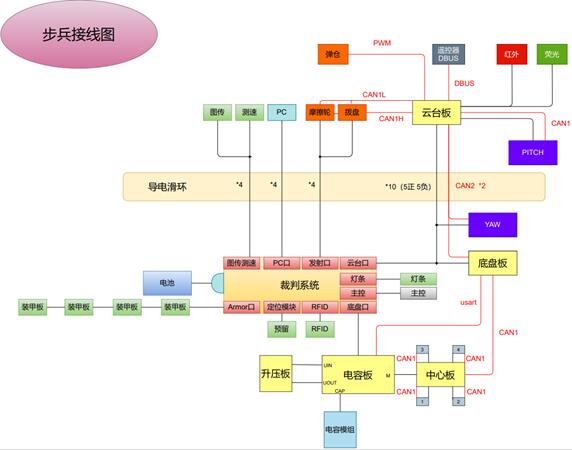 步兵接线图
PWM
弹仓
遥控器
DBUS
红外
荧光
DBUS
CAN1L
图传
测速
PC
摩擦轮
拨盘
云台板
CAN1H
CAN1
PITCH
导电滑环
*4
*4
*4
*10（5正 5负）
CAN2 *2
YAW
图传测速
PC口
发射口
云台口
底盘板
电池
裁判系统
灯条
灯条
主控
主控
装甲板
装甲板
装甲板
装甲板
Armor口
定位模块
RFID
底盘口
usart
预留
RFID
CAN1
3
4
UIN
CAN1
CAN1
升压板
电容板
M
中心板
UOUT
CAP
CAN1
CAN1
1
2
电容模组